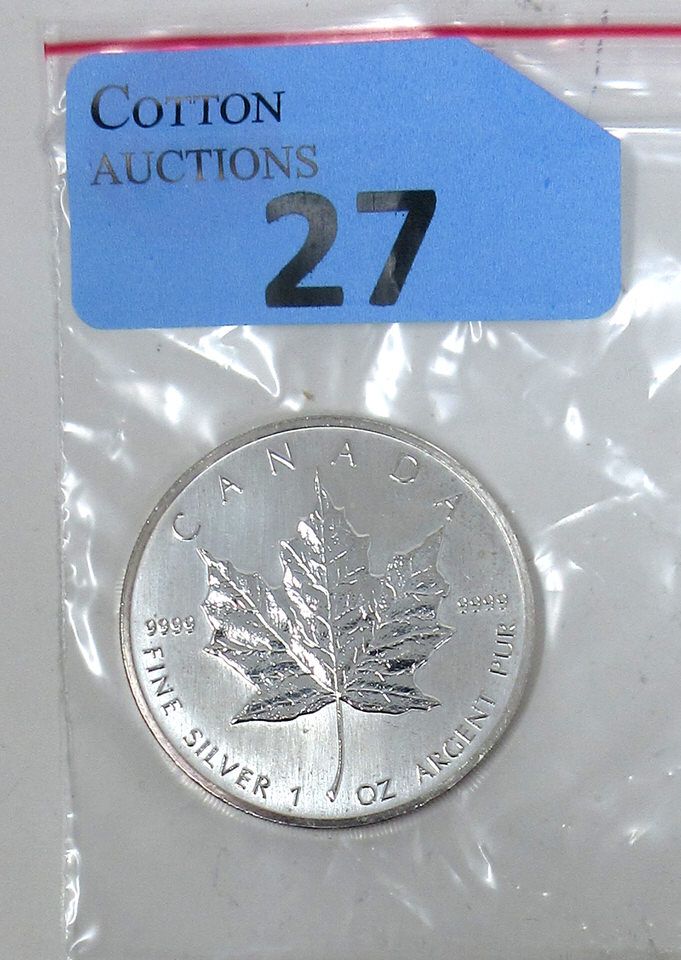 COTTON
AUCTIONS
27
CANADA
9999
9999
FINE SILVER 1 OZ ARGENT PUR